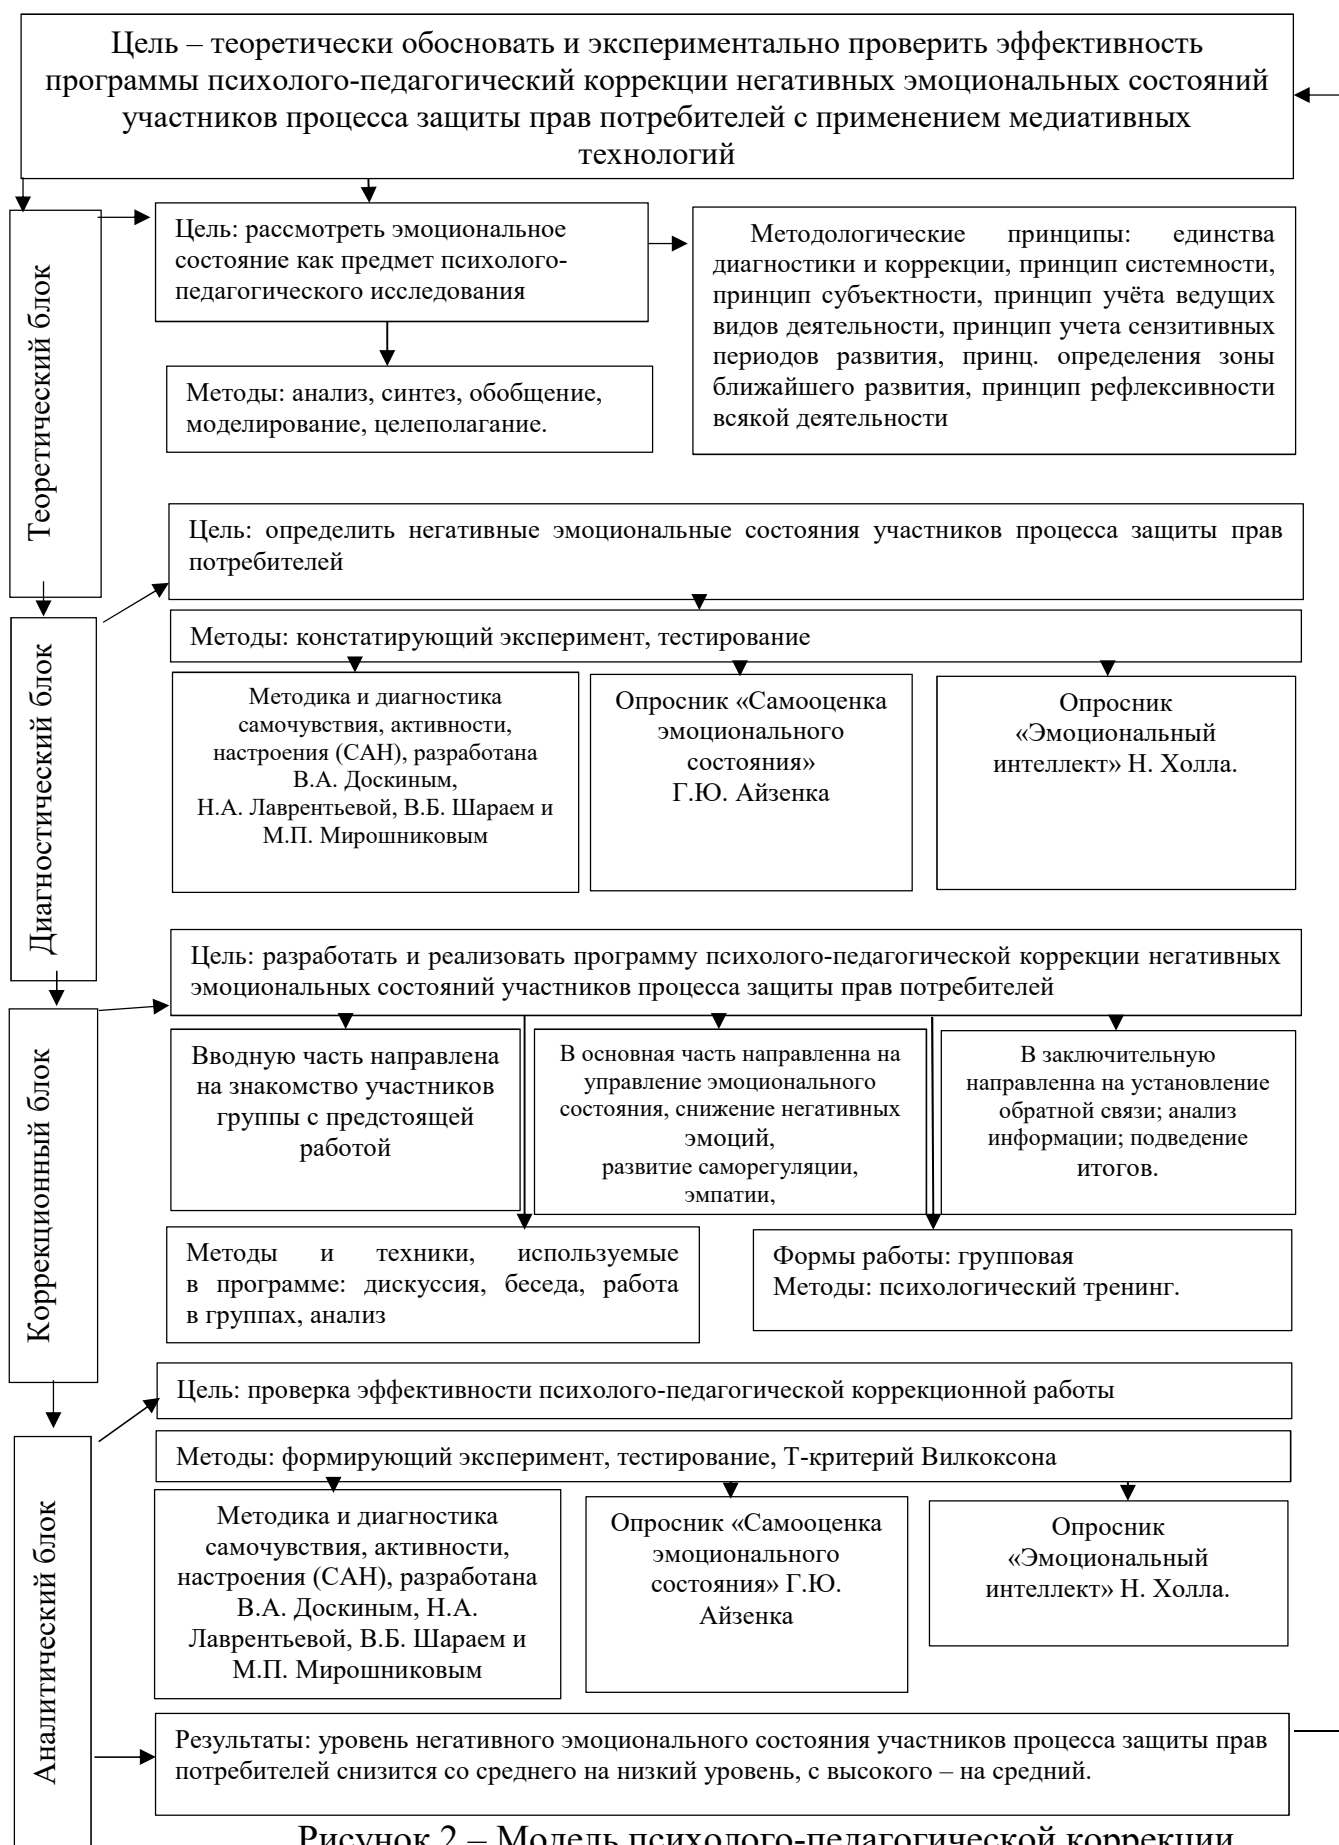 Цель – теоретически обосновать и экспериментально проверить эффективность
программы психолого-педагогический коррекции негативных эмоциональных состояний
участников процесса защиты прав потребителей с применением медиативных
технологий
Теоретический блок
Цель: рассмотреть эмоциональное
состояние как предмет психолого-
педагогического исследования
Методы: анализ, синтез, обобщение,
моделирование, целеполагание.
Методологические принципы: единства
диагностики и коррекции, принцип системности,
принцип субъектности, принцип учёта ведущих
видов деятельности, принцип учета сензитивных
периодов развития, принц. определения зоны
ближайшего развития, принцип рефлексивности
всякой деятельности
Диагностический блок
Цель: определить негативные эмоциональные состояния участников процесса защиты прав
потребителей
Методы: констатирующий эксперимент, тестирование
Методика и диагностика
самочувствия, активности,
настроения (САН), разработана
В.А. Доскиным,
Н.А. Лаврентьевой, В.Б. Шараем и
М.П. Мирошниковым
Опросник «Самооценка
эмоционального
состояния»
Г.Ю. Айзенка
Опросник
«Эмоциональный
интеллект» Н. Холла.
Коррекционный блок
Цель: разработать и реализовать программу психолого-педагогической коррекции негативных
эмоциональных состояний участников процесса защиты прав потребителей
Вводную часть направлена
на знакомство участников
группы с предстоящей
работой
В основная часть направленна на
управление эмоционального
состояния, снижение негативных
эмоций,
развитие саморегуляции,
эмпатии,
В заключительную
направленна на установление
обратной связи; анализ
информации; подведение
итогов.
Методы и техники, используемые
в программе: дискуссия, беседа, работа
в группах, анализ
Формы работы: групповая
Методы: психологический тренинг.
Аналитический блок
Цель: проверка эффективности психолого-педагогической коррекционной работы
Методы: формирующий эксперимент, тестирование, Т-критерий Вилкоксона
Методика и диагностика
самочувствия, активности,
настроения (САН), разработана
В.А. Доскиным, Н.А.
Лаврентьевой, В.Б. Шараем и
М.П. Мирошниковым
Опросник «Самооценка
эмоционального
состояния» Г.Ю.
Айзенка
Опросник
«Эмоциональный
интеллект» Н. Холла.
Результаты: уровень негативного эмоционального состояния участников процесса защиты прав
потребителей снизится со среднего на низкий уровень, с высокого – на средний.
Рисунок 2 – Модель психолого-педагогической коррекции